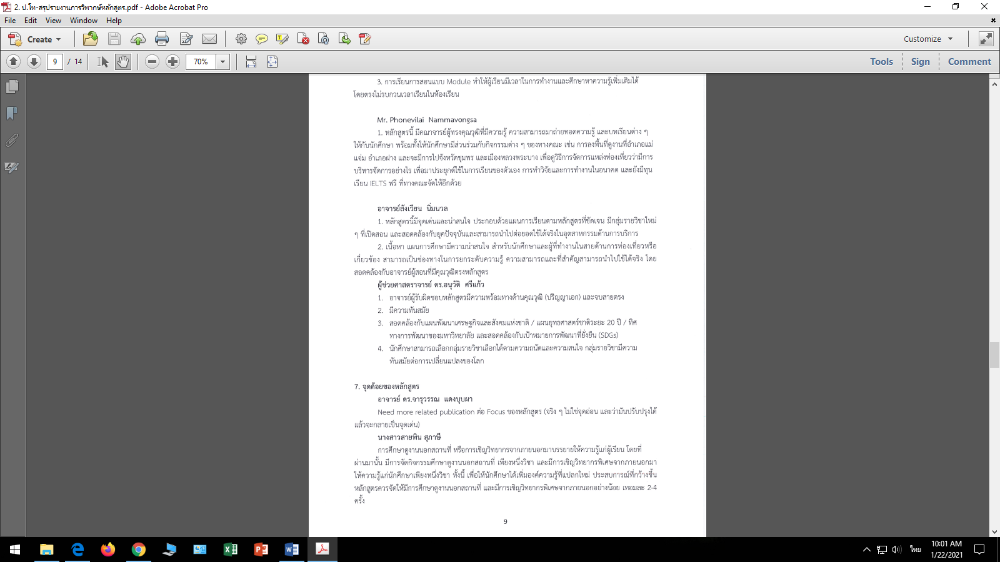 2. ป.โท-สรุปรายงานการวิพากษ์หลักสูตร.pdf - Adobe Acrobat Pro
File Edit View Window Help
Create Customize
9 / 14 70% Tools Sign Comment
3. การเรียนการสอนแบบ Module ทำให้ผู้เรียนมีเวลาในการทำงานและศึกษาหาความรู้เพิ่มเติมได้
โดยตรงไม่รบกวนเวลาเรียนในห้องเรียน
Mr. Phonevilai Nammavongsa
1. หลักสูตรนี้ มีคณาจารย์ผู้ทรงคุณวุฒิที่มีความรู้ ความสามารถมาถ่ายทอดความรู้ และบทเรียนต่าง ๆ
ให้กับนักศึกษา พร้อมทั้งให้นักศึกษามีส่วนร่วมกับกิจกรรมต่าง ๆ ของทางคณะ เช่น การลงพื้นที่ดูงานที่อำเภอแม่
แจ่ม อำเภอฝาง และจะมีการไปจังหวัดชุมพร และเมืองหลวงพระบาง เพื่อดูวิธีการจัดการแหล่งท่องเที่ยวว่ามีการ
บริหารจัดการอย่างไร เพื่อมาประยุกต์ใช้ในการเรียนของตัวเอง การทำวิจัยและการทำงานในอนาคต และยังมีทุน
เรียน IELTS ฟรี ที่ทางคณะจัดให้อีกด้วย
อาจารย์สังเวียน นิ่มนวล
1. หลักสูตรนี้มีจุดเด่นและน่าสนใจ ประกอบด้วยแผนการเรียนตามหลักสูตรที่ชัดเจน มีกลุ่มรายวิชาใหม่
ๆ ที่เปิดสอน และสอดคล้องกับยุคปัจจุบันและสามารถนำไปต่อยอดใช้ได้จริงในอุตสาหกรรมด้านการบริการ
2. เนื้อหา แผนการศึกษามีความน่าสนใจ สำหรับนักศึกษาและผู้ที่ทำงานในสายด้านการท่องเที่ยวหรือ
เกี่ยวข้อง สามารถเป็นช่องทางในการยกระดับความรู้ ความสามารถและที่สำคัญสามารถนำไปใช้ได้จริง โดย
สอดคล้องกับอาจารย์ผู้สอนที่มีคุณวุฒิตรงหลักสูตร
ผู้ช่วยศาสตราจารย์ ดร.อนุวัติ ศรีแก้ว
1. อาจารย์ผู้รับผิดชอบหลักสูตรมีความพร้อมทางด้านคุณวุฒิ (ปริญญาเอก) และจบสายตรง
2. มีความทันสมัย
3. สอดคล้องกับแผนพัฒนาเศรษฐกิจและสังคมแห่งชาติ / แผนยุทธศาสตร์ชาติระยะ 20 ปี / ทิศ
ทางการพัฒนาของมหาวิทยาลัย และสอดคล้องกับเป้าหมายการพัฒนาที่ยั่งยืน (SDGs)
4. นักศึกษาสามารถเลือกกลุ่มรายวิชาเลือกได้ตามความถนัดและความสนใจ กลุ่มรายวิชามีความ
ทันสมัยต่อการเปลี่ยนแปลงของโลก
7. จุดด้อยของหลักสูตร
อาจารย์ ดร.จารุวรรณ แดงบุบผา
Need more related publication ต่อ Focus ของหลักสูตร (จริง ๆ ไม่ใช่จุดอ่อน และว่ามันปรับปรุงได้
แล้วจะกลายเป็นจุดเด่น)
นางสาวสายพิน สุภาษี
การศึกษาดูงานนอกสถานที่ หรือการเชิญวิทยากรจากภายนอกมาบรรยายให้ความรู้แก่ผู้เรียน โดยที่
ผ่านมานั้น มีการจัดกิจกรรมศึกษาดูงานนอกสถานที่ เพียงหนึ่งวิชา และมีการเชิญวิทยากรพิเศษจากภายนอกมา
ให้ความรู้แก่นักศึกษาเพียงหนึ่งวิชา ทั้งนี้ เพื่อให้นักศึกษาได้เพิ่มองค์ความรู้ที่แปลกใหม่ ประสบการณ์ที่กว้างขึ้น
หลักสูตรควรจัดให้มีการศึกษาดูงานนอกสถานที่ และมีการเชิญวิทยากรพิเศษจากภายนอกอย่างน้อย เทอมละ 2-4
ครั้ง
9
ไทย
10:01 AM
1/22/2021